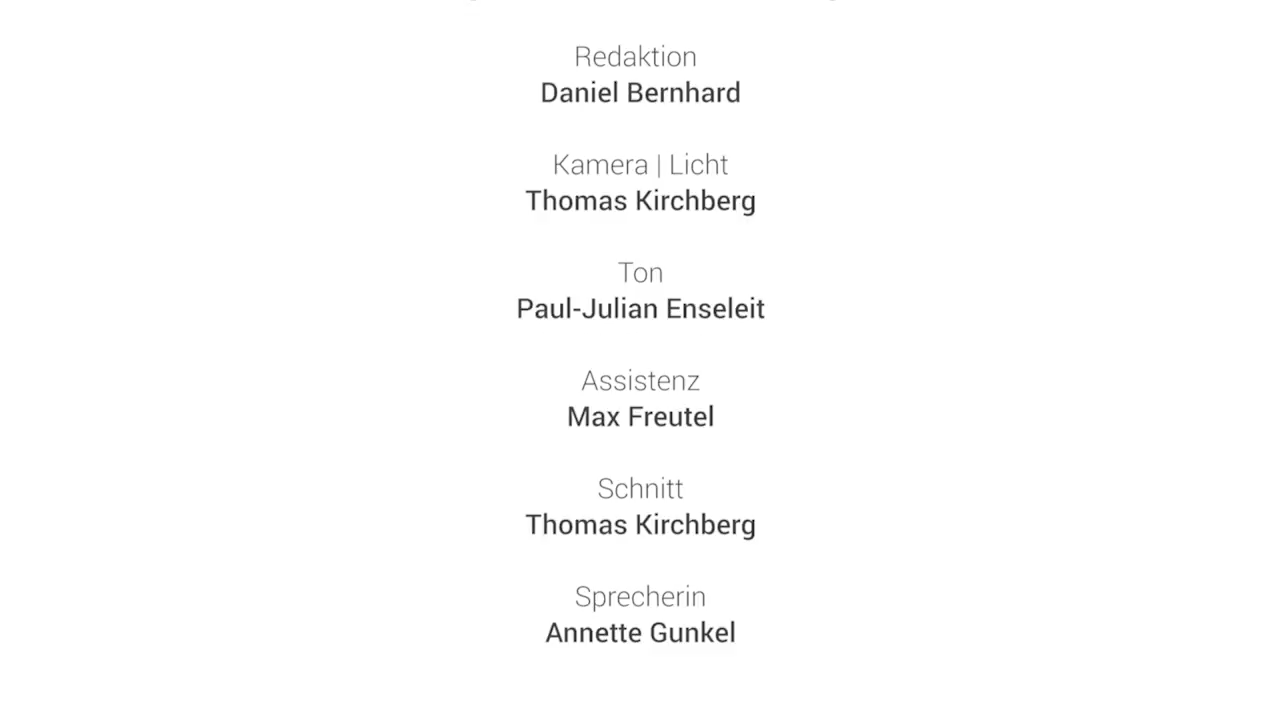 Redaktion
Daniel Bernhard
Kamera | Licht
Thomas Kirchberg
Ton
Paul-Julian Enseleit
Assistenz
Max Freutel
Schnitt
Thomas Kirchberg
Sprecherin
Annette Gunkel